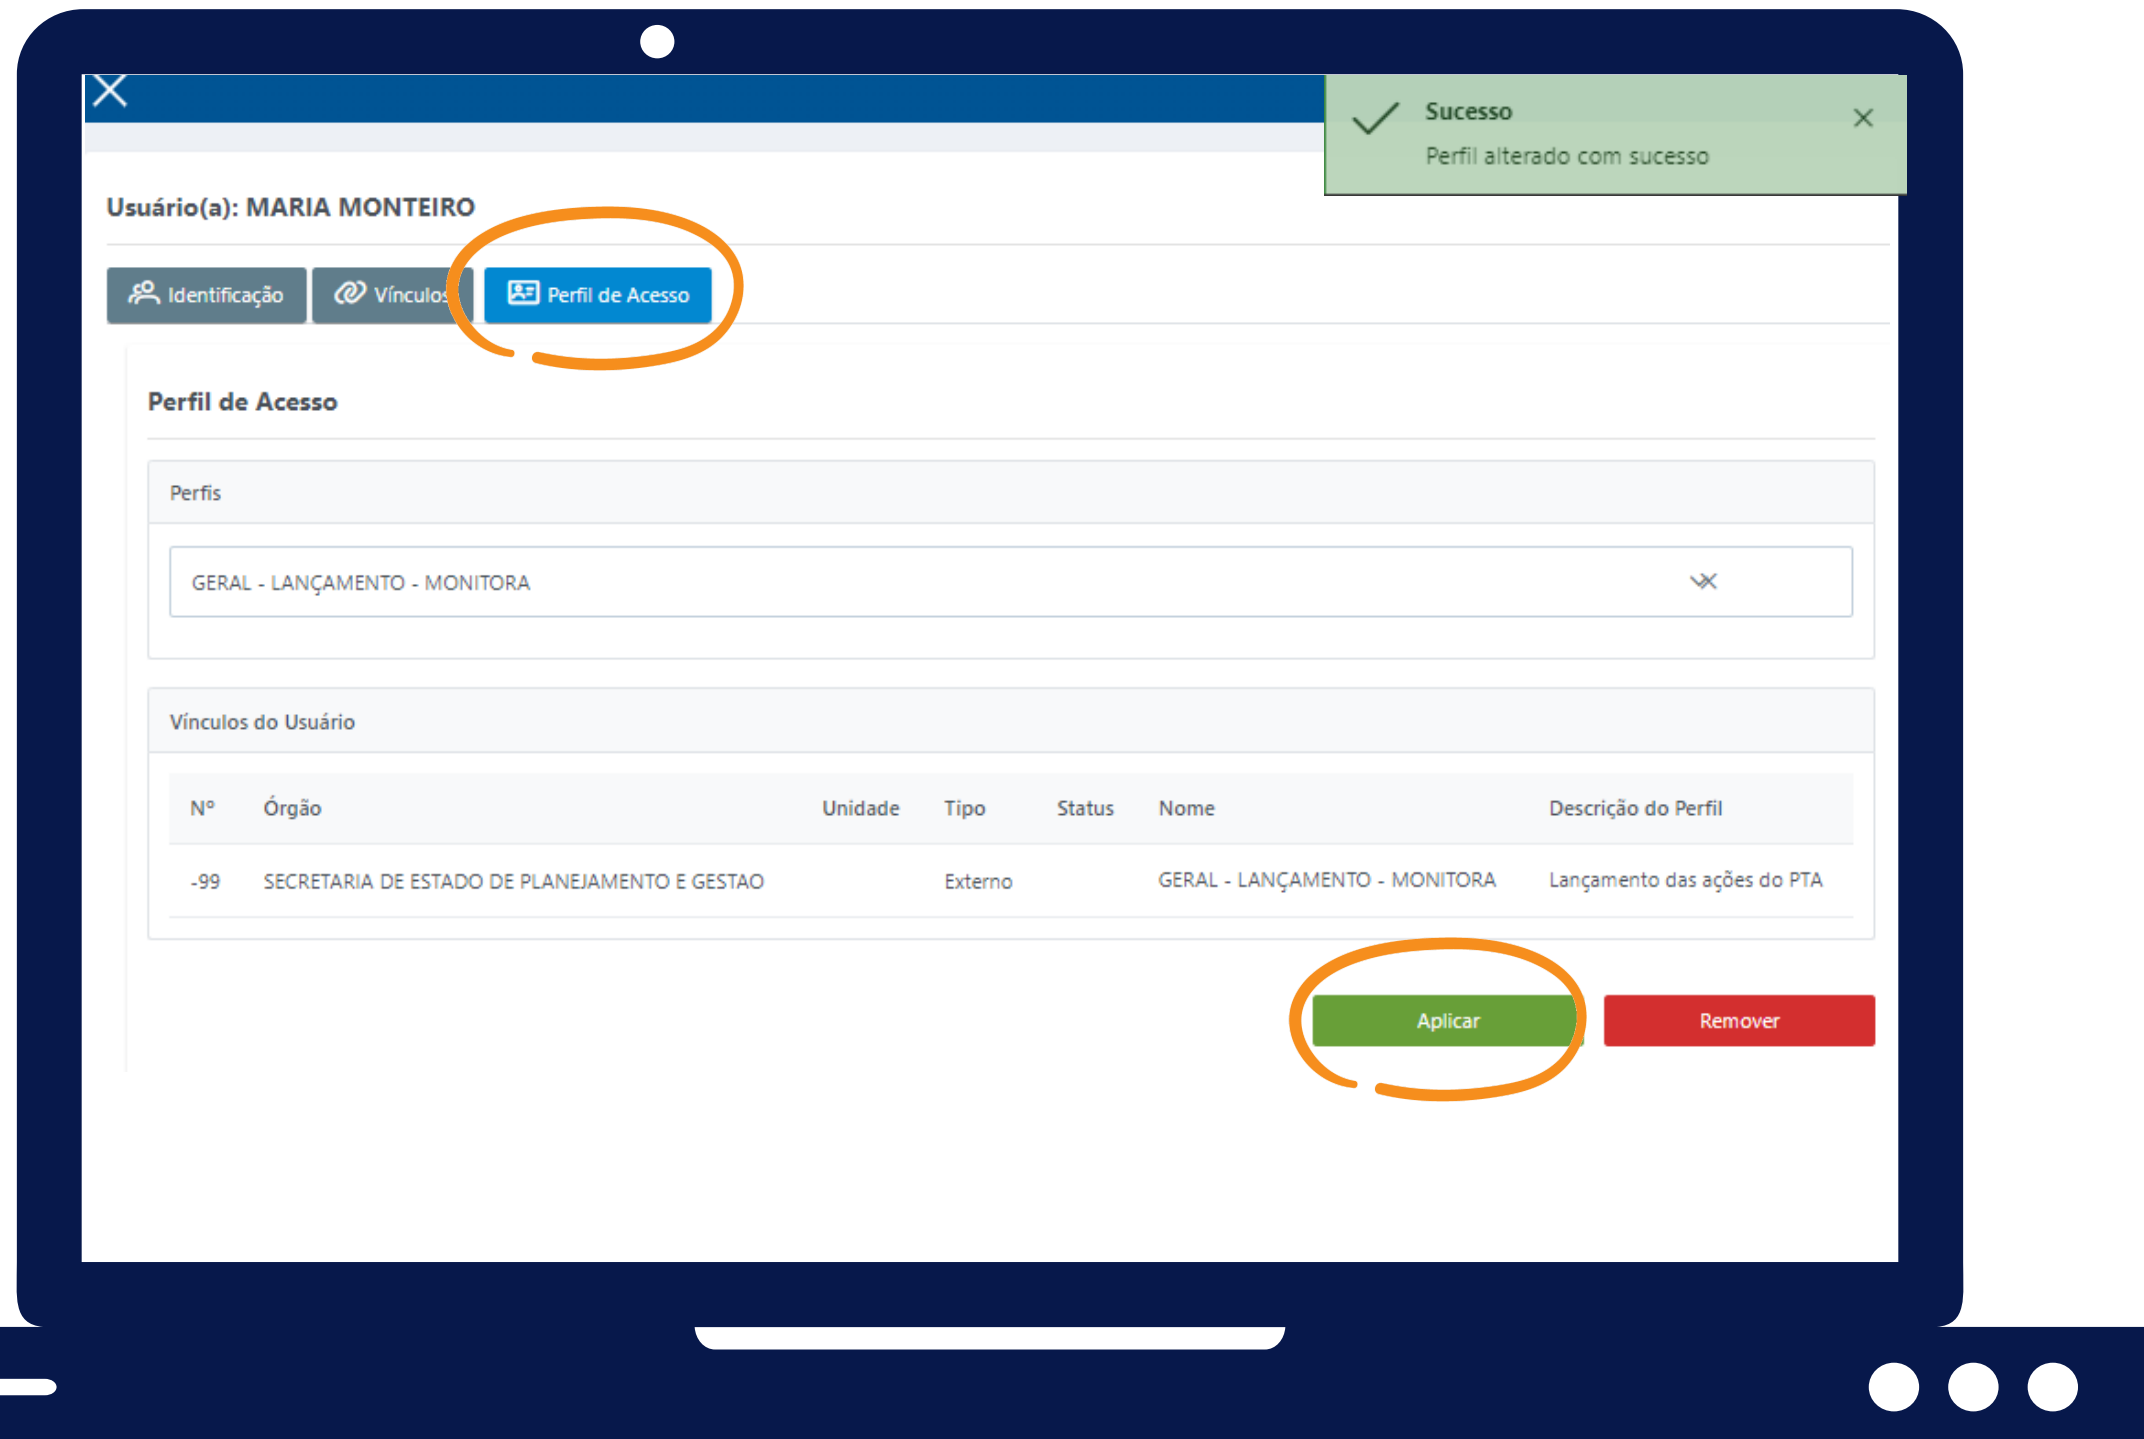 Sucesso
Perfil alterado com sucesso
Usuário(a): MARIA MONTEIRO
Identificação
Vínculos
Perfil de Acesso
Perfil de Acesso
Perfis
GERAL - LANÇAMENTO - MONITORA
Vínculos do Usuário
Nº Órgão Unidade Tipo Status Nome Descrição do Perfil
-99 SECRETARIA DE ESTADO DE PLANEJAMENTO E GESTAO Externo GERAL - LANÇAMENTO - MONITORA Lançamento das ações do PTA
Aplicar Remover